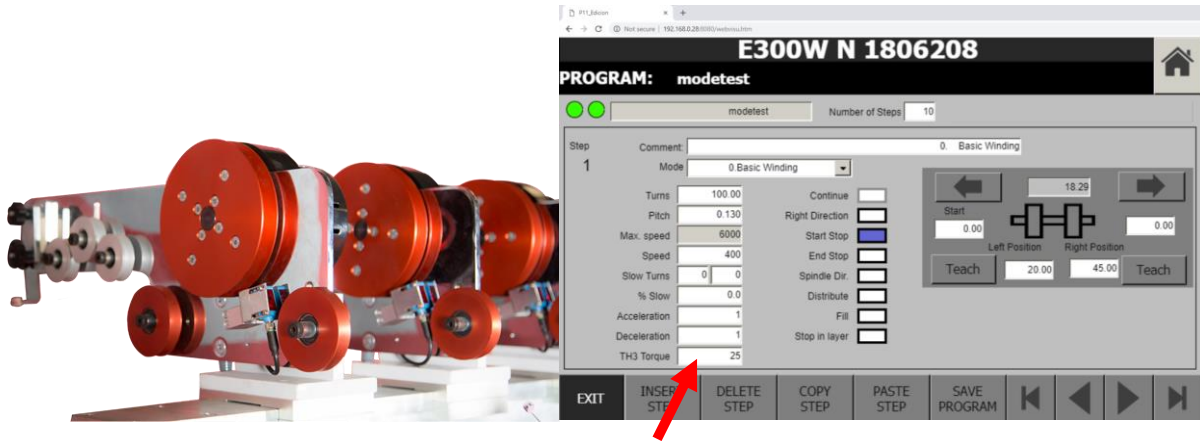 P11_Edicion
Not secure | 192.168.0.28:8080/webvisu.htm
E300W N 1806208
PROGRAM: modetest
modetest Number of Steps 10
Step Comment: 0. Basic Winding
1 Mode 0.Basic Winding
Turns 100.00 Continue 18.29
Pitch 0.130 Right Direction Start
Max. speed 6000 Start Stop 0.00 0.00
Speed 400 End Stop Left Position Right Position
Slow Turns 0 0 Spindle Dir. Teach 20.00 45.00 Teach
% Slow 0.0 Distribute
Acceleration 1 Fill
Deceleration 1 Stop in layer
TH3 Torque 25
EXIT INSERT DELETE COPY PASTE SAVE
STEP STEP STEP STEP PROGRAM